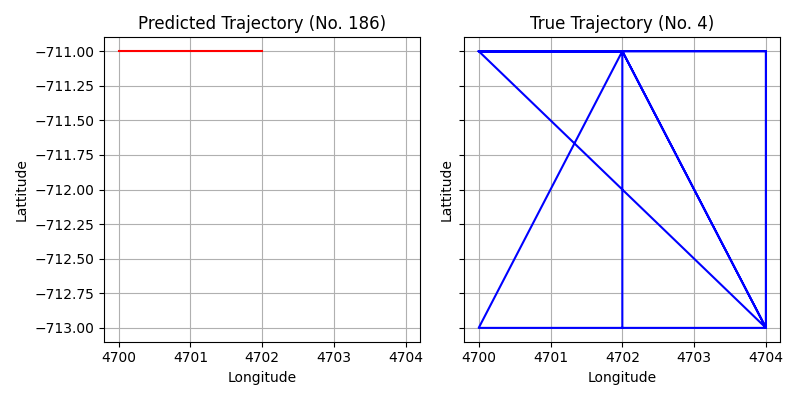 Predicted Trajectory (No. 186)
True Trajectory (No. 4)
−711.00
−711.25
−711.50
−711.75
−712.00
−712.25
−712.50
−712.75
−713.00
Lattitude
Lattitude
4700 4701 4702 4703 4704
4700 4701 4702 4703 4704
Longitude
Longitude